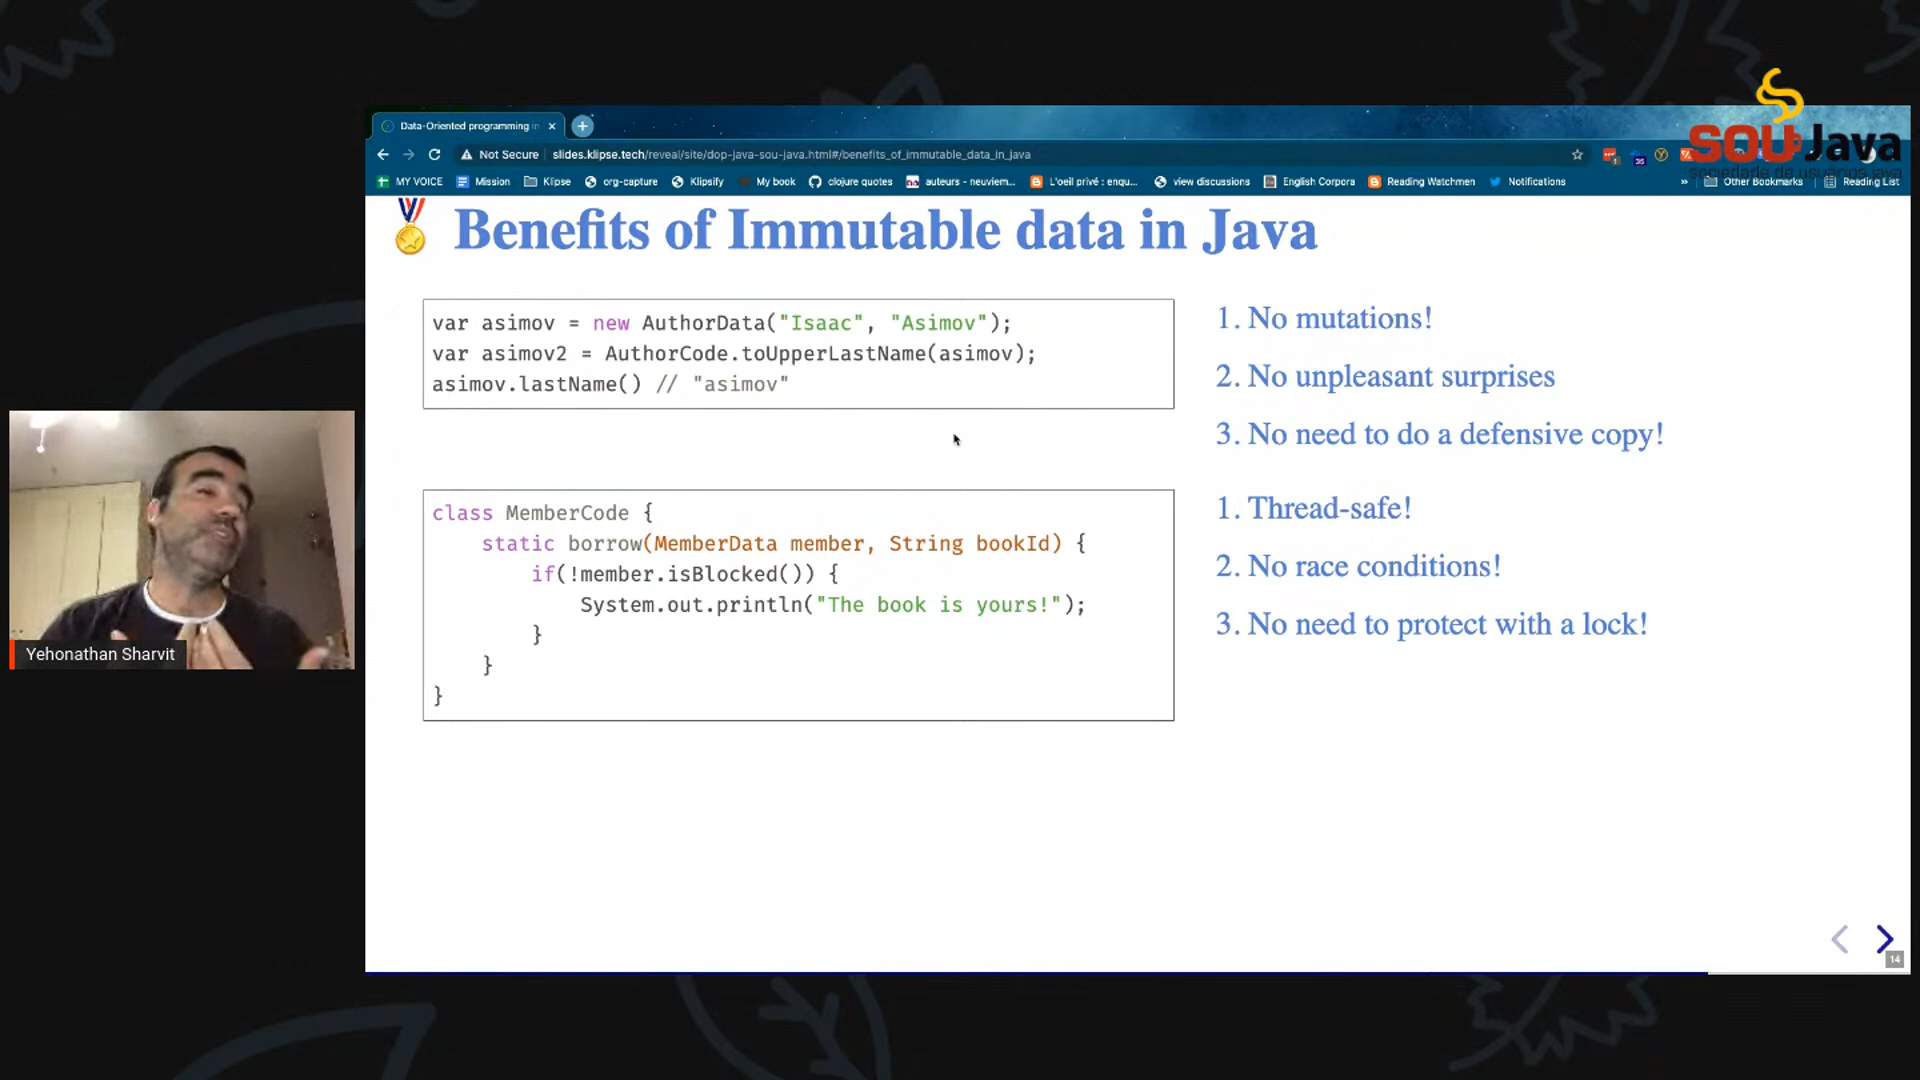 SOUJava
sociedade de usuários java
Data-Oriented programming in
Not Secure
slides.klipse.tech/reveal/site/dop-java-sou-java.html#/benefits_of_immutable_data_in_java
MY VOICE
Mission
Klipse
org-capture
Klipsify
My book
clojure quotes
auteurs - neuviem...
L'oeil privé : enqu...
view discussions
English Corpora
Reading Watchmen
Notifications
»
Other Bookmarks
Reading List
Benefits of Immutable data in Java
var asimov = new AuthorData("Isaac", "Asimov");
var asimov2 = AuthorCode.toUpperLastName(asimov);
asimov.lastName() // "asimov"
1. No mutations!
2. No unpleasant surprises
3. No need to do a defensive copy!
class MemberCode {
static borrow(MemberData member, String bookId) {
if(!member.isBlocked()) {
System.out.println("The book is yours!");
}
}
}
1. Thread-safe!
2. No race conditions!
3. No need to protect with a lock!
Yehonathan Sharvit
14